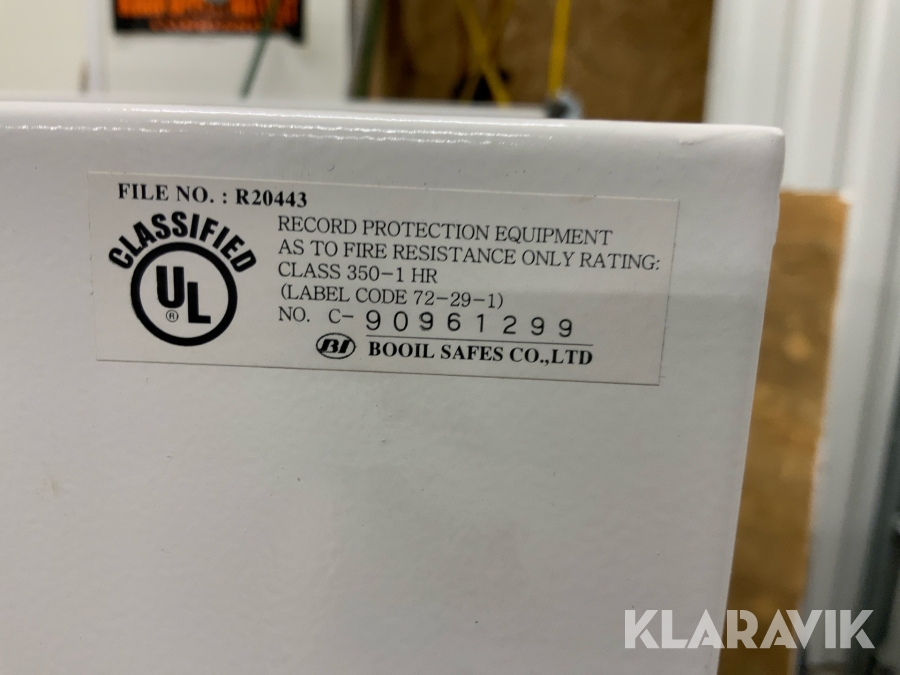 FILE NO. : R20443
CLASSIFIED
UL
®
RECORD PROTECTION EQUIPMENT
AS TO FIRE RESISTANCE ONLY RATING:
CLASS 350-1 HR
(LABEL CODE 72-29-1)
NO. C-90961299
BI BOOIL SAFES CO.,LTD
KLARAVIK